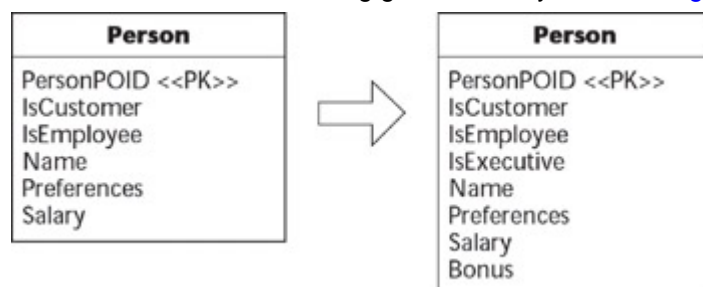 Person
PersonPOID <<PK>>
IsCustomer
IsEmployee
Name
Preferences
Salary
Person
PersonPOID <<PK>>
IsCustomer
IsEmployee
IsExecutive
Name
Preferences
Salary
Bonus